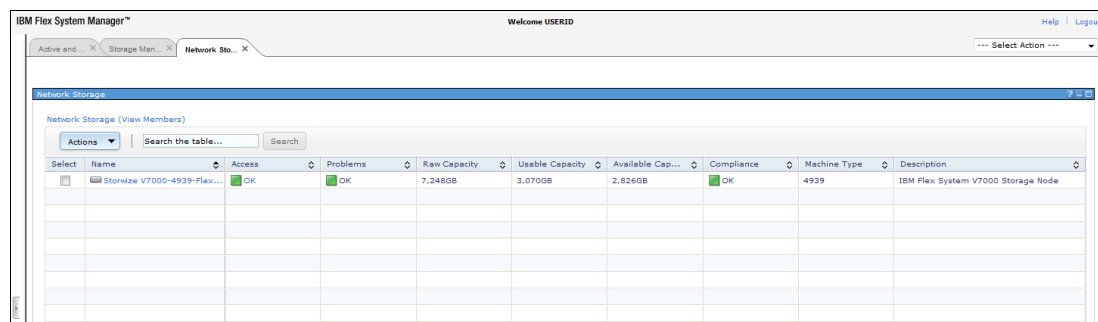 IBM Flex System Manager™ Welcome USERID Help Logou
Active and ... Storage Man... Network Sto... --- Select Action ---
Network Storage
Network Storage (View Members)
Actions Search the table... Search
Select Name Access Problems Raw Capacity Usable Capacity Available Cap... Compliance Machine Type Description
Storwize V7000-4939-Flex... OK OK 7,248GB 3,070GB 2,826GB OK 4939 IBM Flex System V7000 Storage Node